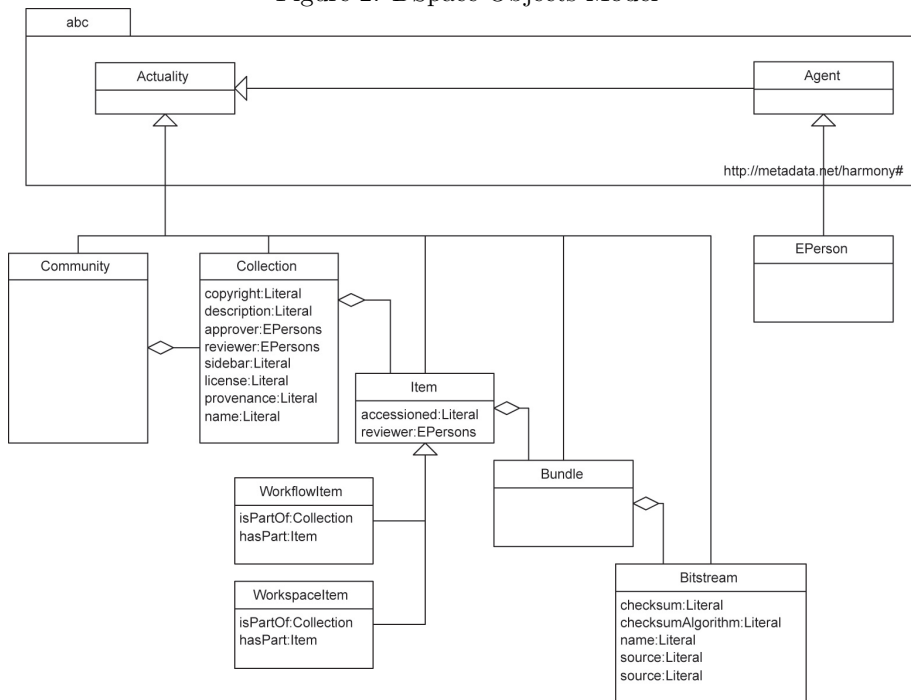 Figure 2: DSpace Objects Model
abc
Actuality
Agent
http://metadata.net/harmony#
Community
Collection
copyright:Literal
description:Literal
approver:EPersons
reviewer:EPersons
sidebar:Literal
license:Literal
provenance:Literal
name:Literal
EPerson
Item
accessioned:Literal
reviewer:EPersons
Bundle
WorkflowItem
isPartOf:Collection
hasPart:Item
WorkspaceItem
isPartOf:Collection
hasPart:Item
Bitstream
checksum:Literal
checksumAlgorithm:Literal
name:Literal
source:Literal
source:Literal